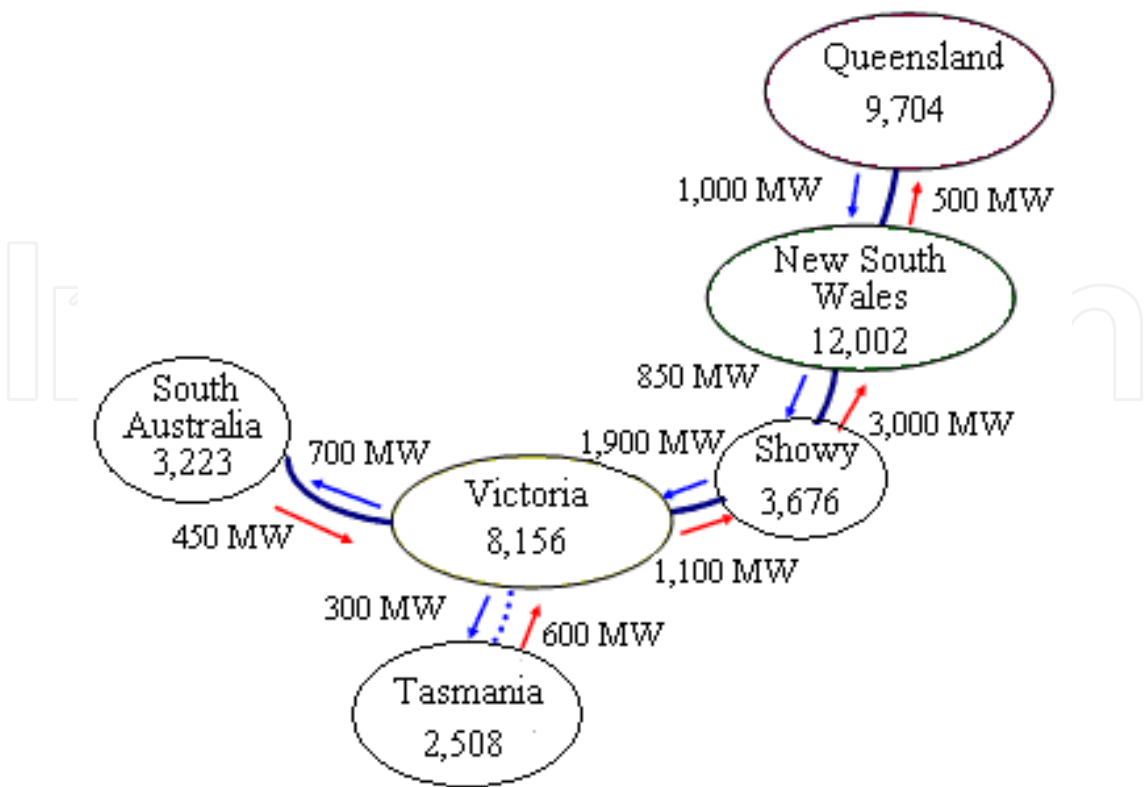 Queensland
9,704
1,000 MW
500 MW
New South
Wales
12,002
850 MW
3,000 MW
South
Australia
3,223
700 MW
1,900 MW
Showy
3,676
Victoria
8,156
450 MW
1,100 MW
300 MW
600 MW
Tasmania
2,508